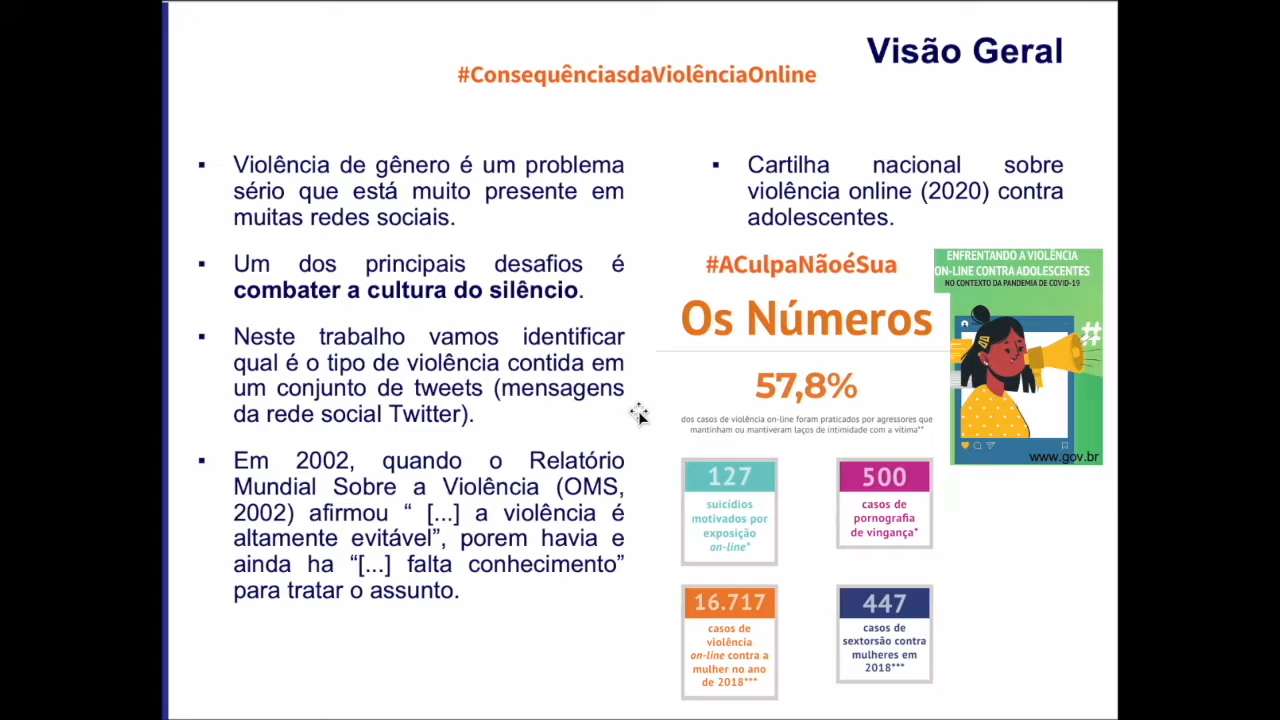 Visão Geral
#ConsequênciasdaViolênciaOnline
Violência de gênero é um problema
sério que está muito presente em
muitas redes sociais.
Um dos principais desafios é
combater a cultura do silêncio.
Neste trabalho vamos identificar
qual é o tipo de violência contida em
um conjunto de tweets (mensagens
da rede social Twitter).
Em 2002, quando o Relatório
Mundial Sobre a Violência (OMS,
2002) afirmou “ [...] a violência é
altamente evitável”, porem havia e
ainda ha “[...] falta conhecimento”
para tratar o assunto.
Cartilha nacional sobre
violência online (2020) contra
adolescentes.
#ACulpaNãoéSua
Os Números
57,8%
dos casos de violência on-line foram praticados por agressores que
mantinham ou mantiveram laços de intimidade com a vítima**
127
suicídios
motivados por
exposição
on-line*
500
casos de
pornografia
de vingança*
16.717
casos de
violência
on-line contra a
mulher no ano
de 2018***
447
casos de
sextorsão contra
mulheres em
2018***
ENFRENTANDO A VIOLÊNCIA
ON-LINE CONTRA ADOLESCENTES
NO CONTEXTO DA PANDEMIA DE COVID-19
#
www.gov.br